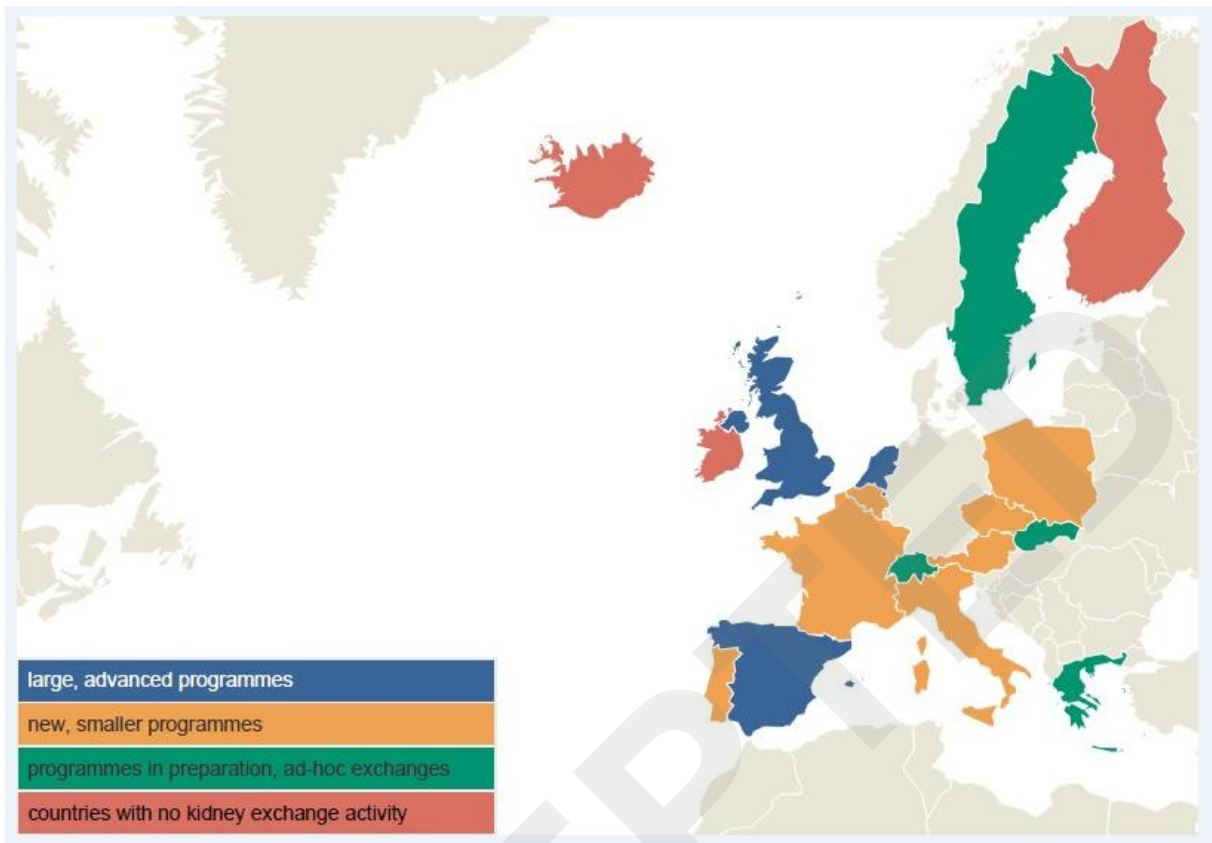 large, advanced programmes
new, smaller programmes
programmes in preparation, ad-hoc exchanges
countries with no kidney exchange activity